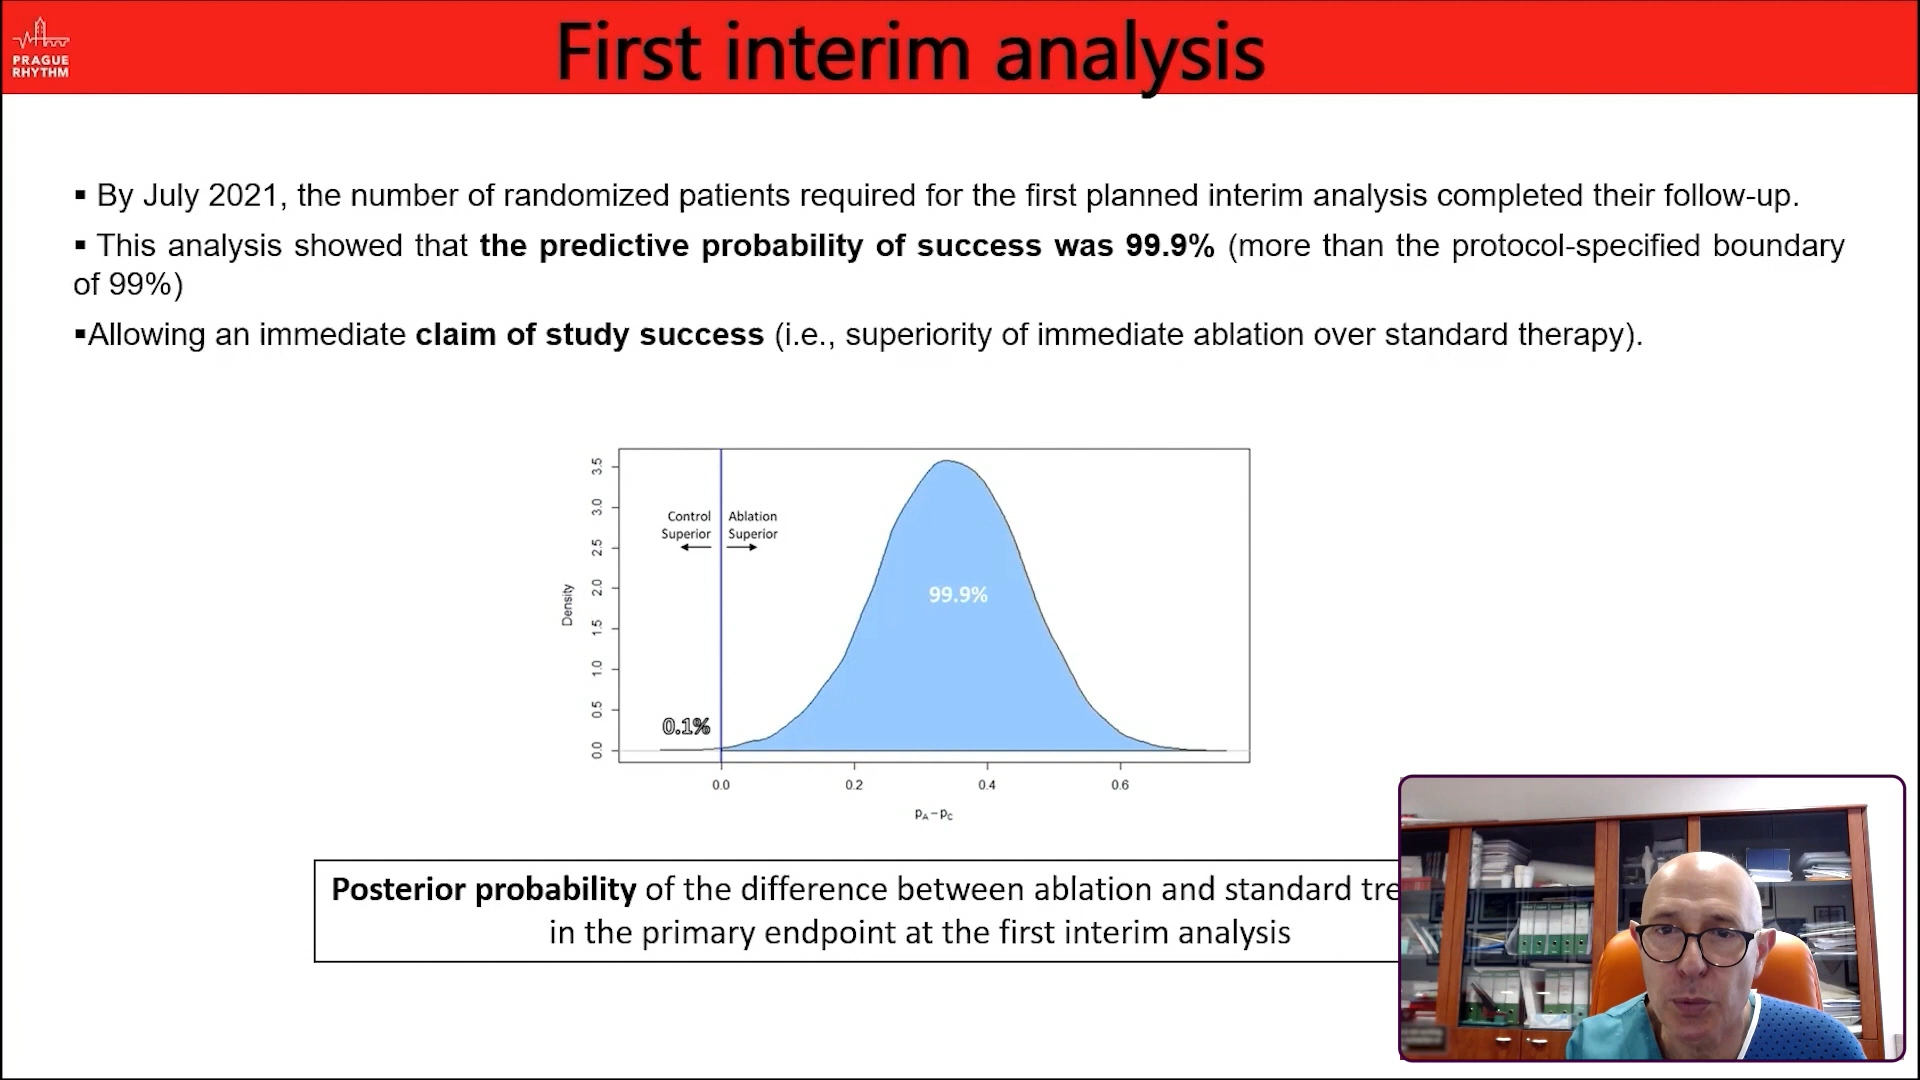 PRAGUE
RHYTHM
First interim analysis
▪ By July 2021, the number of randomized patients required for the first planned interim analysis completed their follow-up.
▪ This analysis showed that the predictive probability of success was 99.9% (more than the protocol-specified boundary
of 99%)
▪Allowing an immediate claim of study success (i.e., superiority of immediate ablation over standard therapy).
Density
3.5
3.0
2.5
2.0
1.5
1.0
0.5
0.0
Control
Superior
Ablation
Superior
99.9%
0.1%
0.0 0.2 0.4 0.6
pA – pC
Posterior probability of the difference between ablation and standard tre
in the primary endpoint at the first interim analysis